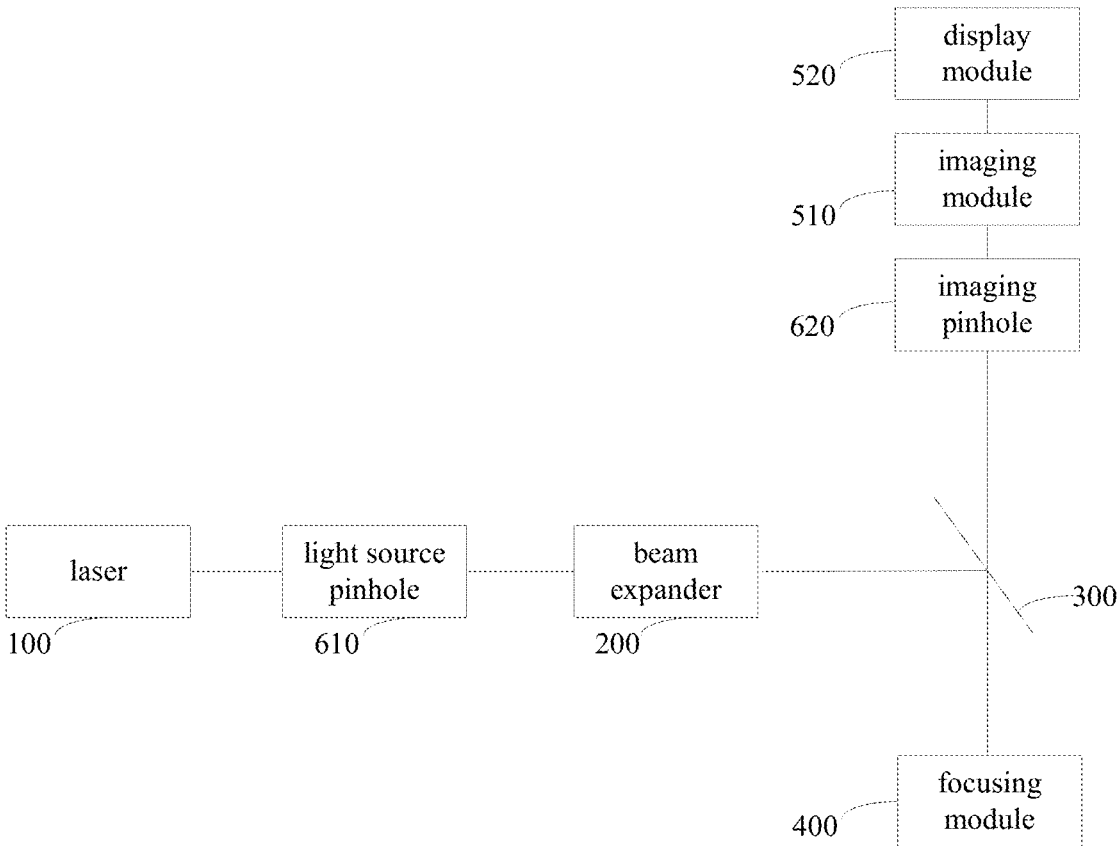 display
module
520
imaging
module
510
imaging
pinhole
620
laser
100
light source
pinhole
610
beam
expander
200
300
focusing
module
400